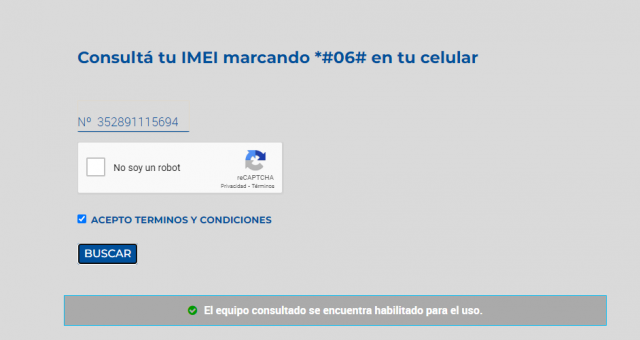 Consultá tu IMEI marcando *#06# en tu celular
Nº 352891115694
No soy un robot
reCAPTCHA
Privacidad - Términos
ACEPTO TERMINOS Y CONDICIONES
BUSCAR
El equipo consultado se encuentra habilitado para el uso.